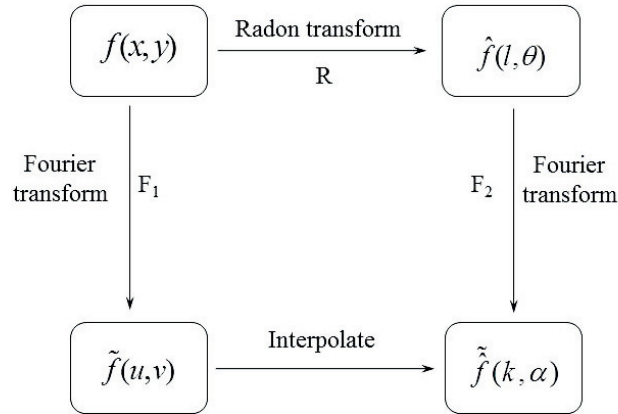 f(x,y)
Radon transform
R
f̂(l,θ)
Fourier
transform
F₁
F₂
Fourier
transform
f̃(u,v)
Interpolate
f̂̃(k,α)